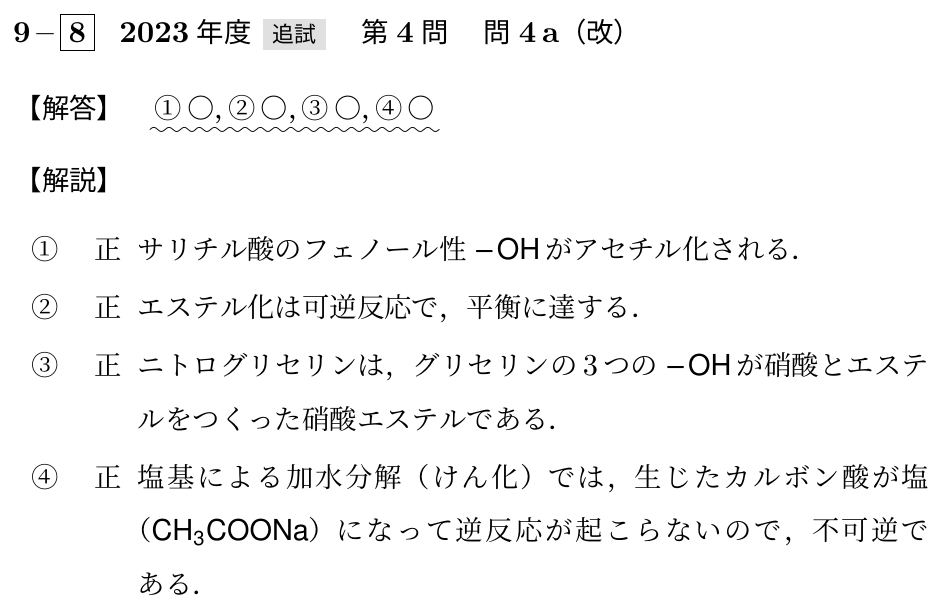 9－8 2023 年度 追試 第 4 問 問 4 a（改）
【解答】 ① ○, ② ○, ③ ○, ④ ○
【解説】
① 正 サリチル酸のフェノール性 －OH がアセチル化される．
② 正 エステル化は可逆反応で，平衡に達する．
③ 正 ニトログリセリンは，グリセリンの 3 つの －OH が硝酸とエステ
ルをつくった硝酸エステルである．
④ 正 塩基による加水分解（けん化）では，生じたカルボン酸が塩
（CH₃COONa）になって逆反応が起こらないので，不可逆で
ある．